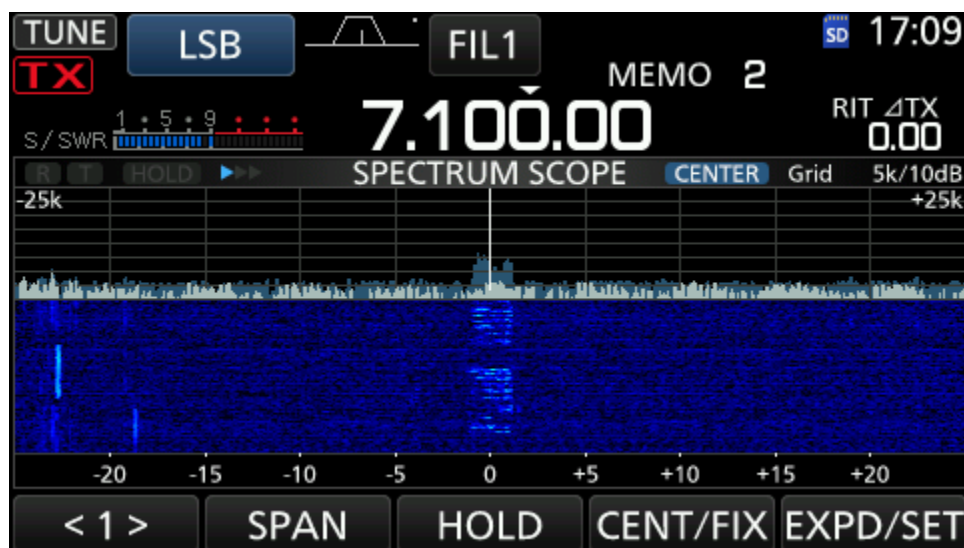 TUNE LSB FIL1 SD 17:09
TX MEMO 2
S/SWR 1 5 9 7.100.00 RIT ⊿TX
0.00
R T HOLD SPECTRUM SCOPE CENTER Grid 5k/10dB
-25k +25k
-20 -15 -10 -5 0 +5 +10 +15 +20
< 1 > SPAN HOLD CENT/FIX EXPD/SET